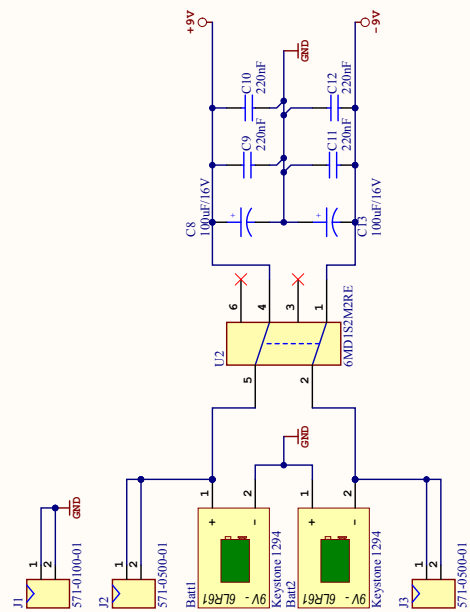 +9V
-9V
GND
C10
220nF
C12
220nF
C9
220nF
C11
220nF
C8
100uF/16V
+
+
C13
100uF/16V
6
4
3
1
U2
6MD1S2M2RE
5
2
GND
1
2
1
2
+
-
+
-
9V - 6LR61
9V - 6LR61
Batt1
Keystone 1294
Batt2
Keystone 1294
1
2
GND
J1
571-0100-01
1
2
J2
571-0500-01
1
2
J3
571-0500-01